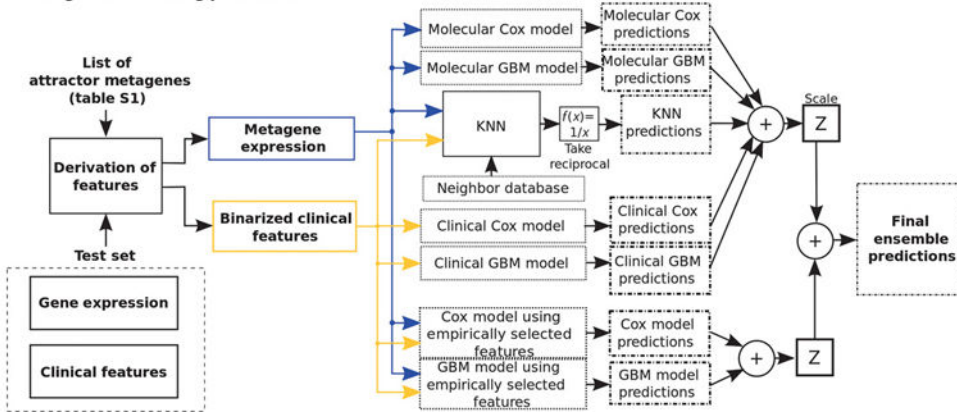 List of
attractor metagenes
(table S1)
Derivation of
features
Test set
Gene expression
Clinical features
Metagene
expression
Binarized clinical
features
Molecular Cox model
Molecular GBM model
KNN
Neighbor database
Clinical Cox model
Clinical GBM model
Cox model using
empirically selected
features
GBM model using
empirically selected
features
f(x)=
1/x
Take
reciprocal
Molecular Cox
predictions
Molecular GBM
predictions
KNN
predictions
Clinical Cox
predictions
Clinical GBM
predictions
Cox model
predictions
GBM model
predictions
+
+
Scale
Z
Z
+
Final
ensemble
predictions